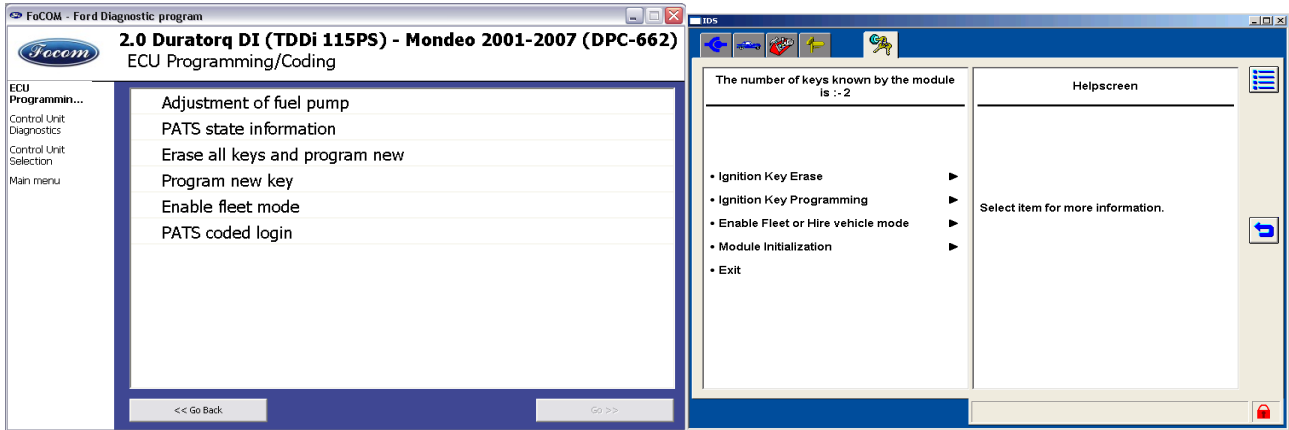 FoCOM - Ford Diagnostic program
Focom
2.0 Duratorq DI (TDDi 115PS) - Mondeo 2001-2007 (DPC-662)
ECU Programming/Coding
ECU
Programmin...
Control Unit
Diagnostics
Control Unit
Selection
Main menu
Adjustment of fuel pump
PATS state information
Erase all keys and program new
Program new key
Enable fleet mode
PATS coded login
<< Go Back
Go >>
IDS
The number of keys known by the module
is :- 2
• Ignition Key Erase
• Ignition Key Programming
• Enable Fleet or Hire vehicle mode
• Module Initialization
• Exit
Helpscreen
Select item for more information.